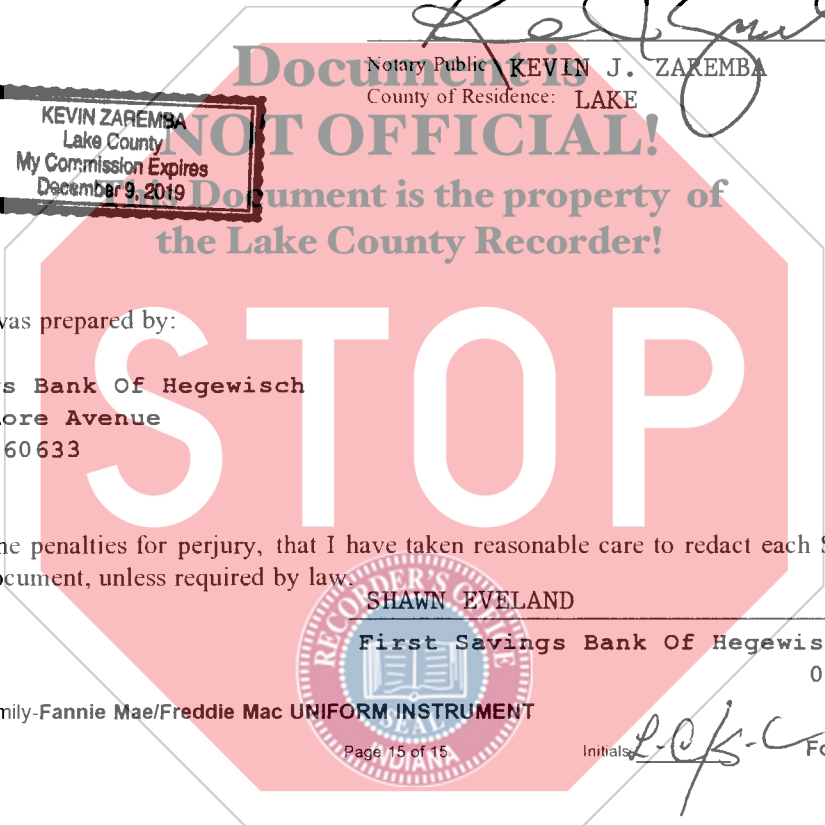 Document is
Notary Public KEVIN J. ZAREMBA
County of Residence: LAKE
KEVIN ZAREMBA
Lake County
My Commission Expires
December 9, 2019
NOT OFFICIAL!
This Document is the property of
the Lake County Recorder!
was prepared by:
STOP
s Bank Of Hegewisch
ore Avenue
60633
he penalties for perjury, that I have taken reasonable care to redact each S
ocument, unless required by law.
SHAWN EVELAND
First Savings Bank Of Hegewis
0
RECORDER'S OFFICE
SEAL
INDIANA
mily-Fannie Mae/Freddie Mac UNIFORM INSTRUMENT
Page 15 of 15
Initials
Fo